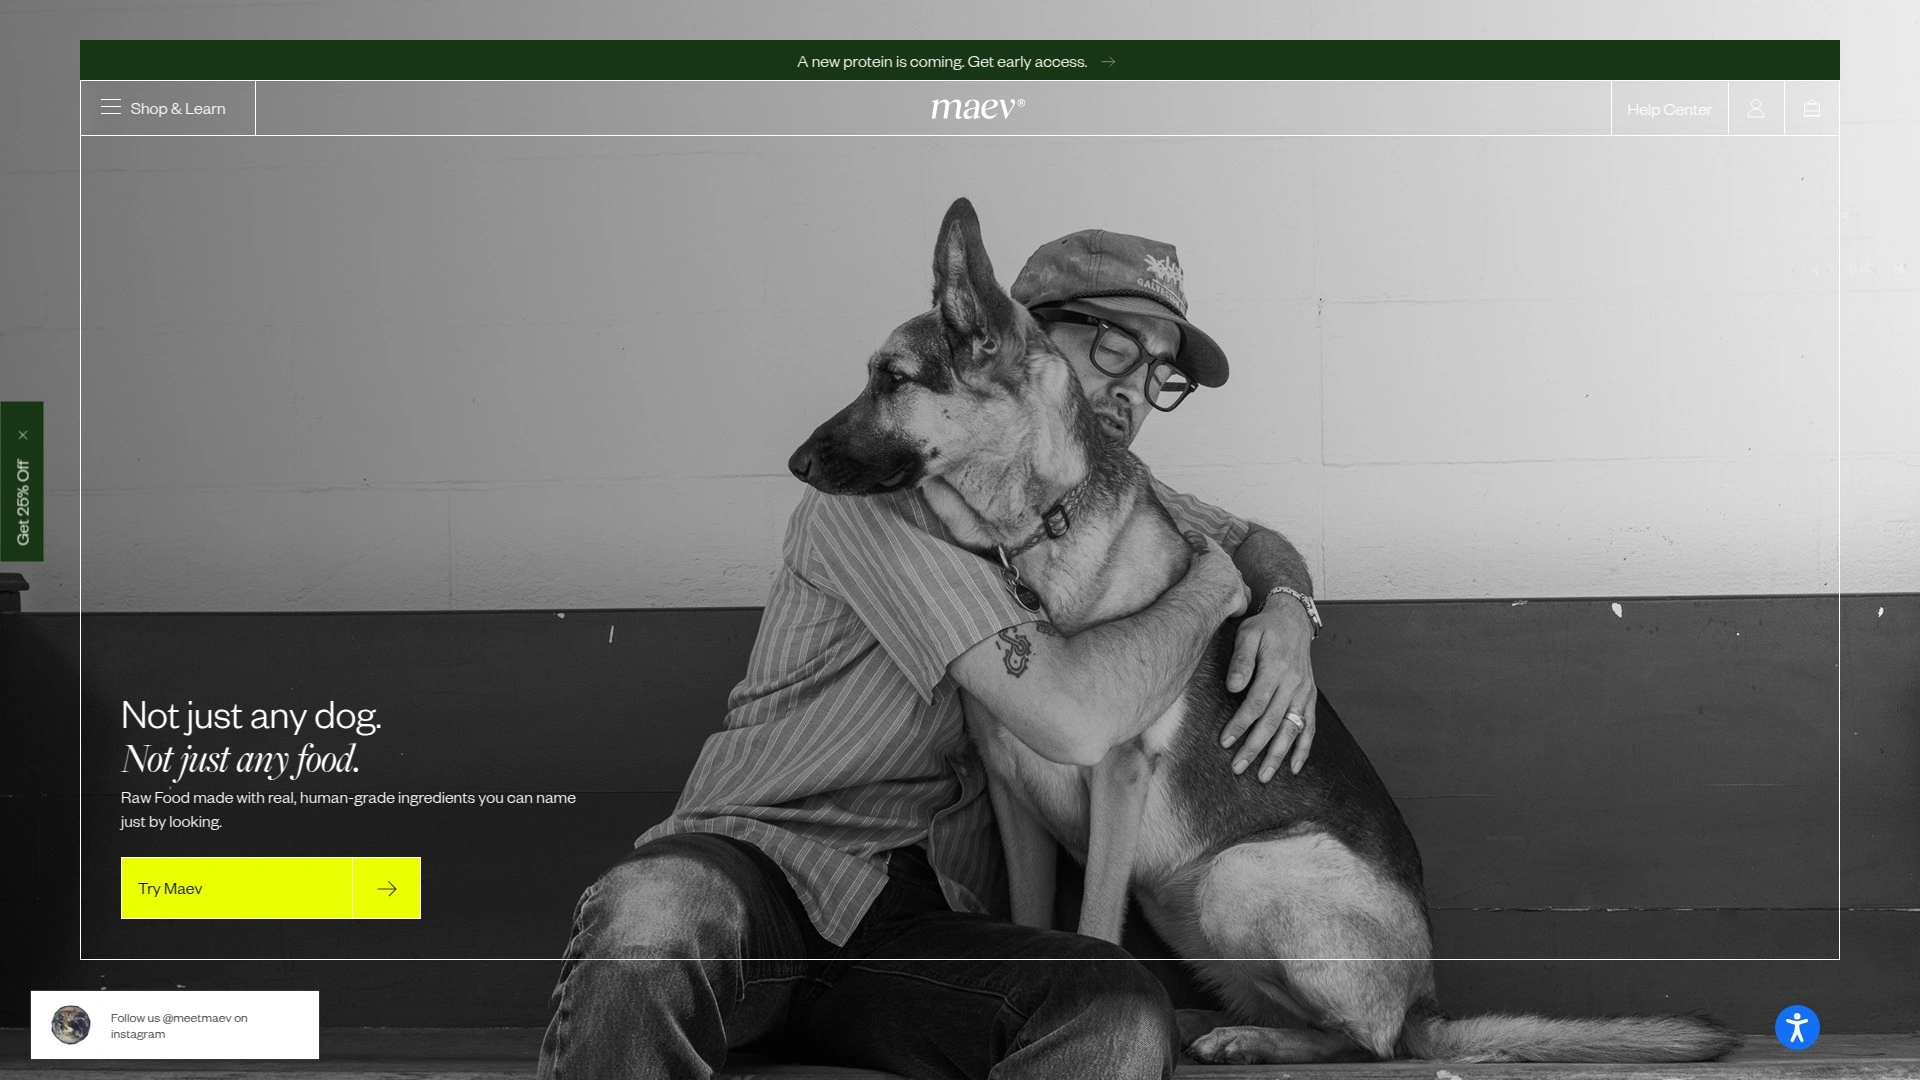 A new protein is coming. Get early access.
Shop & Learn
maev®
Help Center
Get 25% Off
Not just any dog.
Not just any food.
Raw Food made with real, human-grade ingredients you can name
just by looking.
Try Maev
Follow us @meetmaev on
instagram